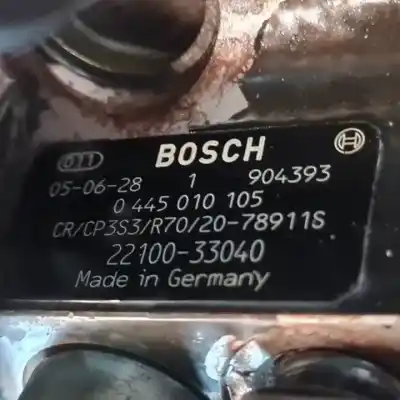 011 BOSCH
05-06-28 1 904393
0 445 010 105
CR/CP3S3/R70/20-78911S
22100-33040
Made in Germany